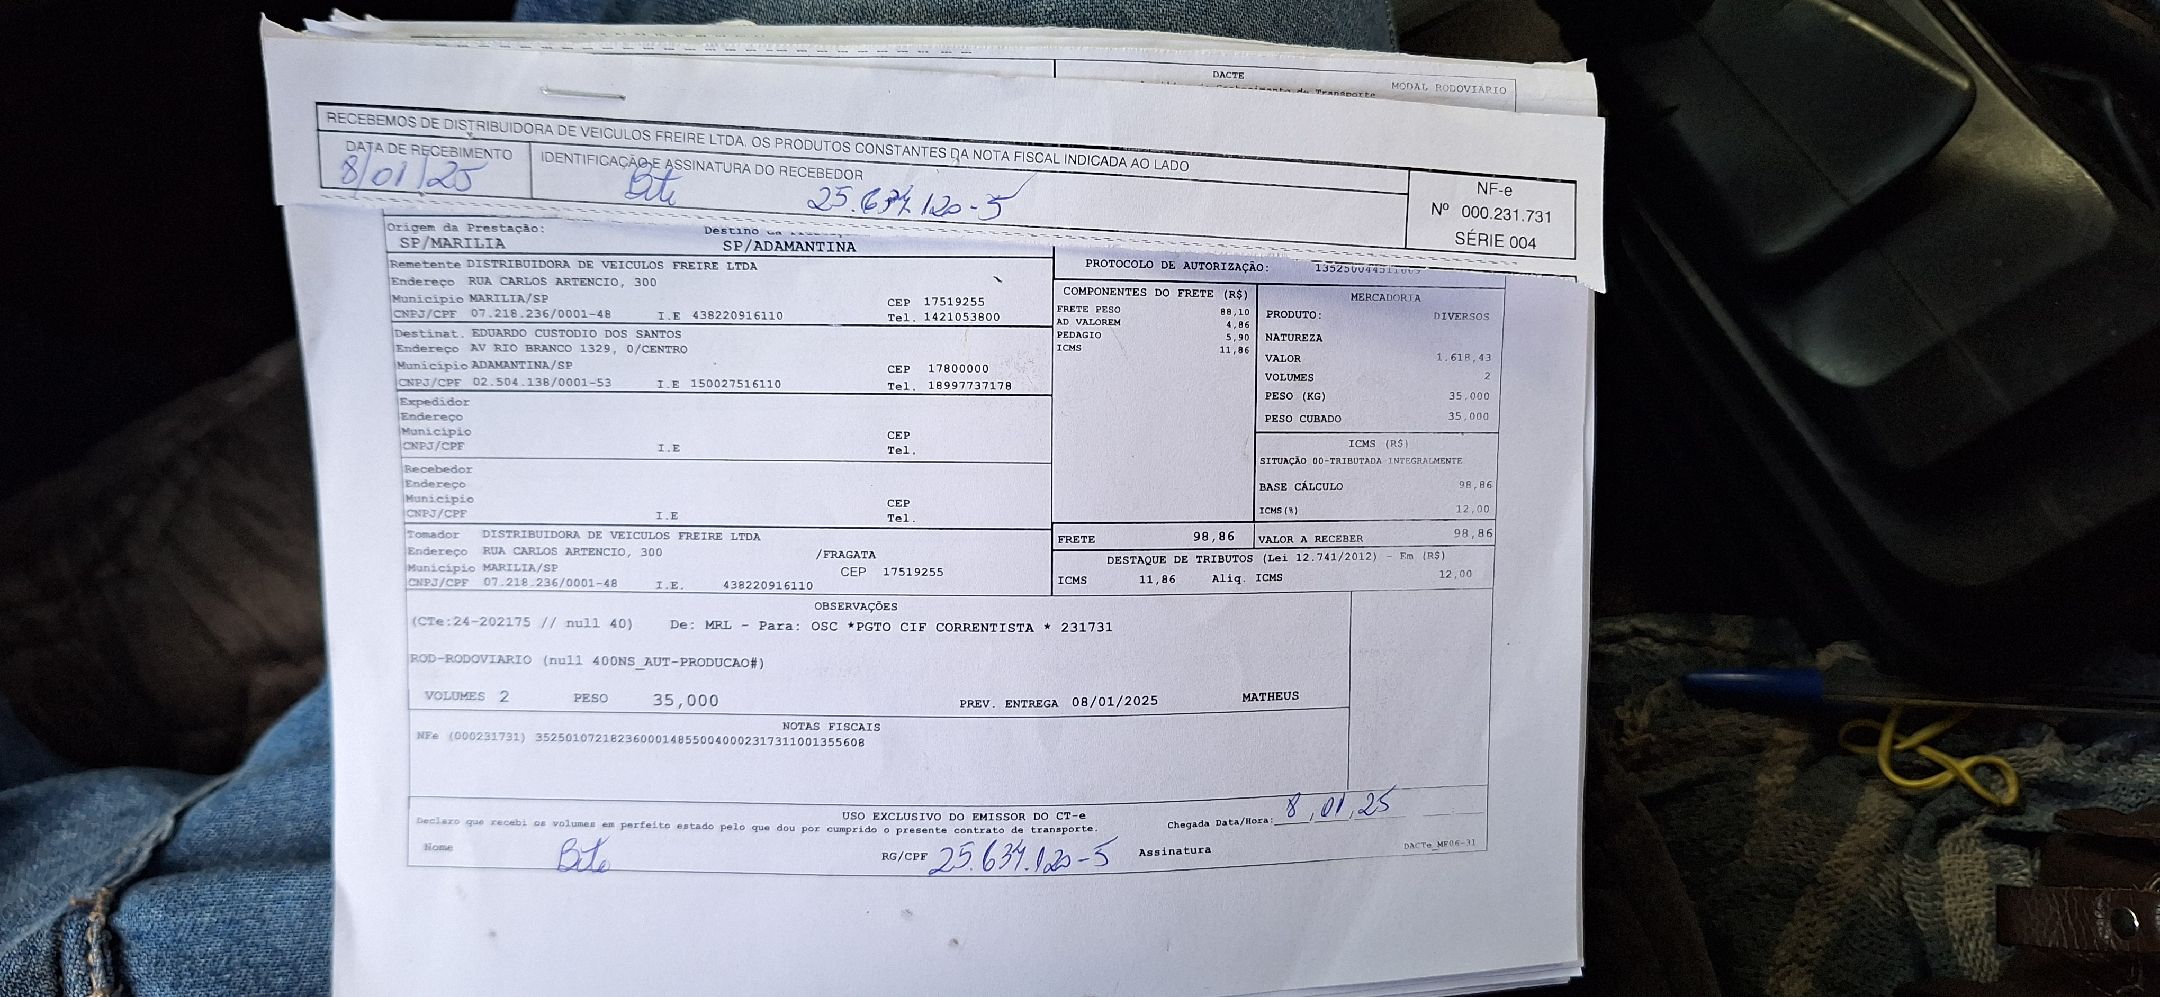 DACTE
MODAL RODOVIÁRIO
RECEBEMOS DE DISTRIBUIDORA DE VEICULOS FREIRE LTDA. OS PRODUTOS CONSTANTES DA NOTA FISCAL INDICADA AO LADO
DATA DE RECEBIMENTO IDENTIFICAÇÃO E ASSINATURA DO RECEBEDOR
8/01/25 25.634.120-5
NF-e
Nº 000.231.731
SÉRIE 004
Origem da Prestação: Destino
SP/MARILIA SP/ADAMANTINA
PROTOCOLO DE AUTORIZAÇÃO:
Remetente DISTRIBUIDORA DE VEICULOS FREIRE LTDA
Endereço RUA CARLOS ARTENCIO, 300
Município MARILIA/SP CEP 17519255
CNPJ/CPF 07.218.236/0001-48 I.E 438220916110 Tel. 1421053800
Destinat. EDUARDO CUSTODIO DOS SANTOS
Endereço AV RIO BRANCO 1329, 0/CENTRO
Município ADAMANTINA/SP CEP 17800000
CNPJ/CPF 02.504.138/0001-53 I.E 150027516110 Tel. 18997737178
Expedidor
Endereço
Município CEP
CNPJ/CPF I.E Tel.
Recebedor
Endereço
Município CEP
CNPJ/CPF I.E Tel.
Tomador DISTRIBUIDORA DE VEICULOS FREIRE LTDA
Endereço RUA CARLOS ARTENCIO, 300 /FRAGATA
Município MARILIA/SP CEP 17519255
CNPJ/CPF 07.218.236/0001-48 I.E. 438220916110
COMPONENTES DO FRETE (R$)
FRETE PESO 88,10
AD VALOREM 4,86
PEDAGIO 5,90
ICMS 11,86
MERCADORIA
PRODUTO: DIVERSOS
NATUREZA
VALOR 1.618,43
VOLUMES 2
PESO (KG) 35,000
PESO CUBADO 35,000
ICMS (R$)
SITUAÇÃO 00-TRIBUTADA INTEGRALMENTE
BASE CÁLCULO 98,86
ICMS(%) 12,00
FRETE 98,86 VALOR A RECEBER 98,86
DESTAQUE DE TRIBUTOS (Lei 12.741/2012) - Em (R$)
ICMS 11,86 Aliq. ICMS 12,00
OBSERVAÇÕES
(CTe:24-202175 // null 40) De: MRL - Para: OSC *PGTO CIF CORRENTISTA * 231731
ROD-RODOVIARIO (null 400NS_AUT-PRODUCAO#)
VOLUMES 2 PESO 35,000 PREV. ENTREGA 08/01/2025 MATHEUS
NOTAS FISCAIS
NFe (000231731) 35250107218236000148550040002317311001355608
USO EXCLUSIVO DO EMISSOR DO CT-e
Declaro que recebi os volumes em perfeito estado pelo que dou por cumprido o presente contrato de transporte.
Chegada Data/Hora: 8,01,25
Nome RG/CPF 25.634.120-5 Assinatura
DACTe_MF06-31